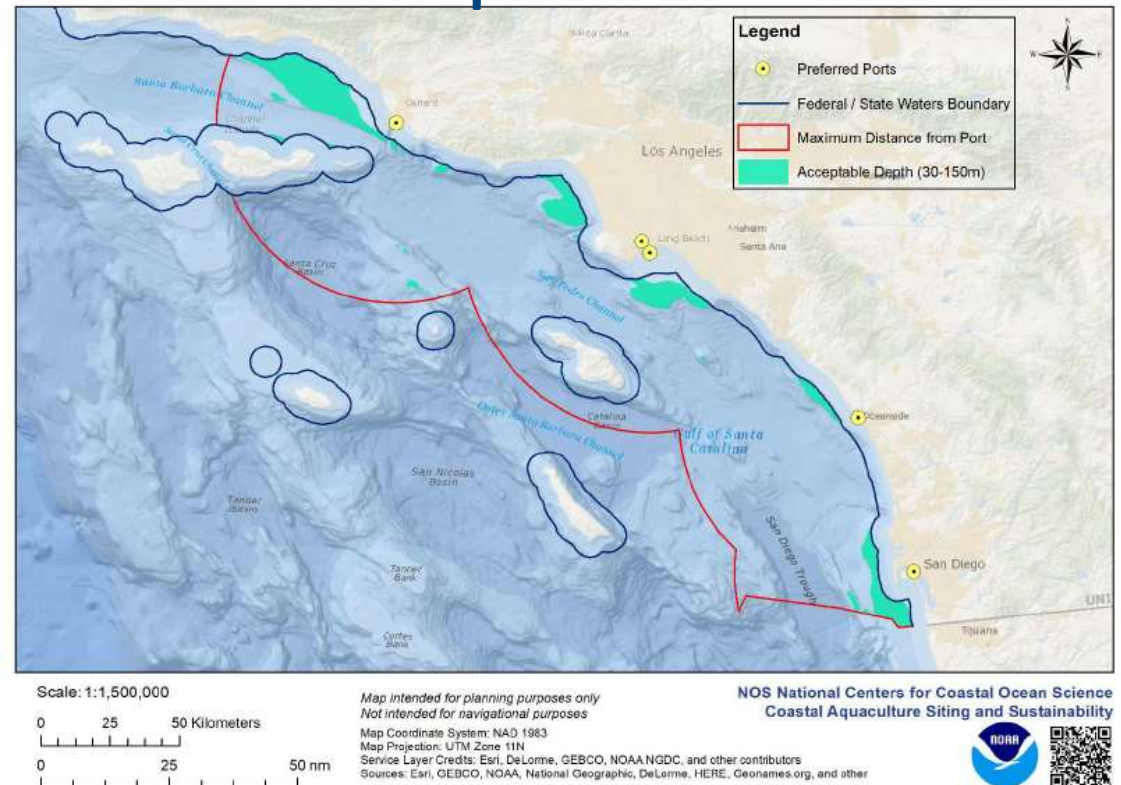 Santa Clarita
Legend
Preferred Ports
Federal / State Waters Boundary
Maximum Distance from Port
Acceptable Depth (30-150m)
N
W
E
S
Santa Barbara Channel
Channel
Oxnard
Los Angeles
Long Beach
Anaheim
Santa Ana
Santa Cruz
Basin
San Pedro Channel
Outer Santa Barbara Channel
Catalina
Basin
Gulf of Santa
Catalina
Oceanside
San Nicolas
Basin
Tanner
Basin
San Diego Trough
San Diego
Tanner
Bank
Cortes
Bank
Tijuana
UNI
Scale: 1:1,500,000
0 25 50 Kilometers
0 25 50 nm
Map intended for planning purposes only
Not intended for navigational purposes
Map Coordinate System: NAD 1983
Map Projection: UTM Zone 11N
Service Layer Credits: Esri, DeLorme, GEBCO, NOAA NGDC, and other contributors
Sources: Esri, GEBCO, NOAA, National Geographic, DeLorme, HERE, Geonames.org, and other
NOS National Centers for Coastal Ocean Science
Coastal Aquaculture Siting and Sustainability
NOAA